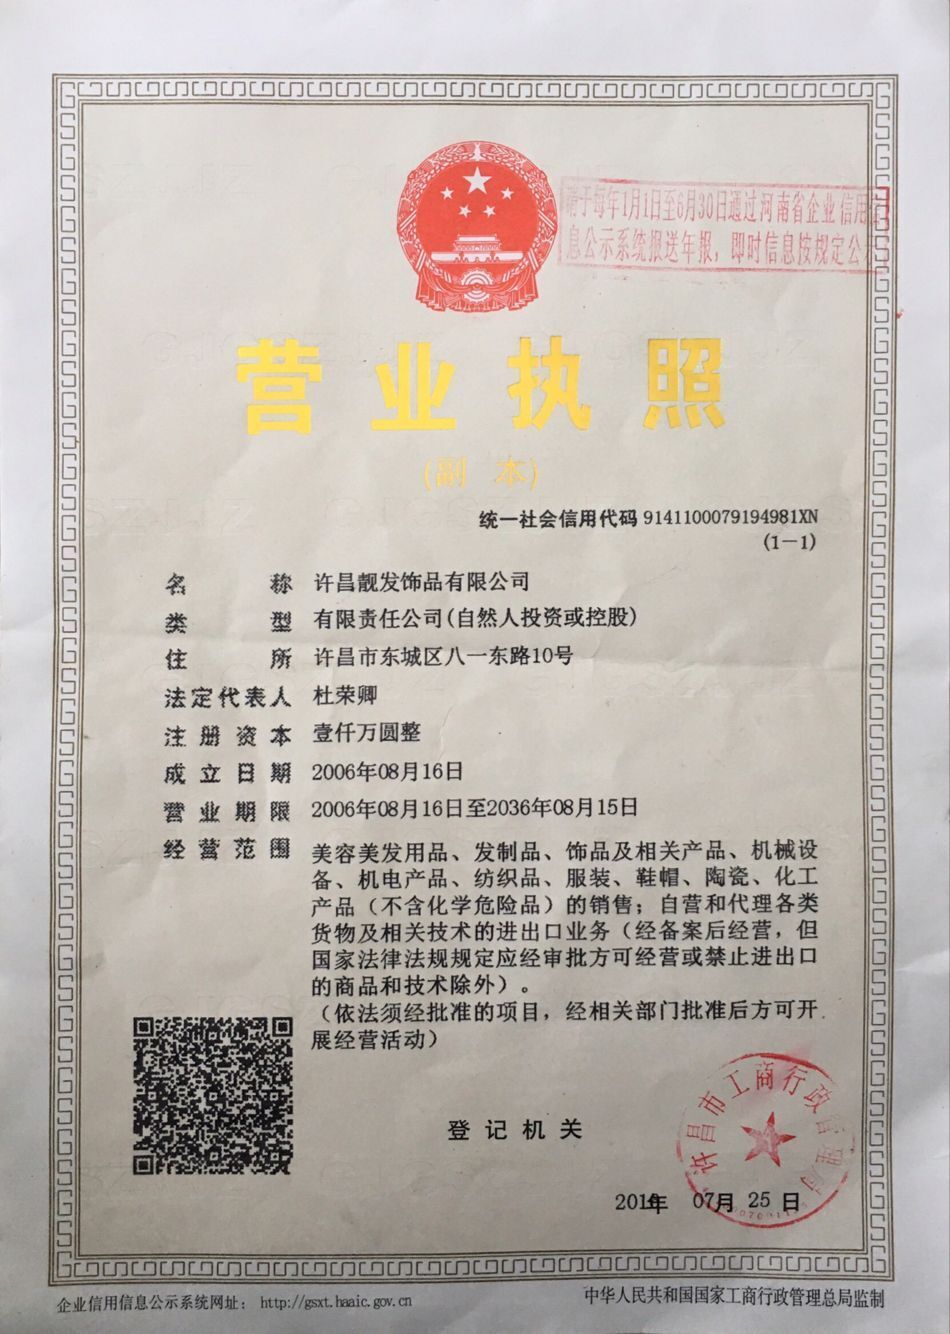 请于每年1月1日至6月30日通过河南省企业信用信
息公示系统报送年报，即时信息按规定公示
营业执照
(副 本)
统一社会信用代码 9141100079194981XN
(1－1)
名称 许昌靓发饰品有限公司
类型 有限责任公司(自然人投资或控股)
住所 许昌市东城区八一东路10号
法定代表人 杜荣卿
注册资本 壹仟万圆整
成立日期 2006年08月16日
营业期限 2006年08月16日至2036年08月15日
经营范围 美容美发用品、发制品、饰品及相关产品、机械设
备、机电产品、纺织品、服装、鞋帽、陶瓷、化工
产品（不含化学危险品）的销售；自营和代理各类
货物及相关技术的进出口业务（经备案后经营，但
国家法律法规规定应经审批方可经营或禁止进出口
的商品和技术除外）。
（依法须经批准的项目，经相关部门批准后方可开
展经营活动）
登记机关
许昌市工商行政管理局
年 07月 25 日
企业信用信息公示系统网址： http://gsxt.haaic.gov.cn
中华人民共和国国家工商行政管理总局监制